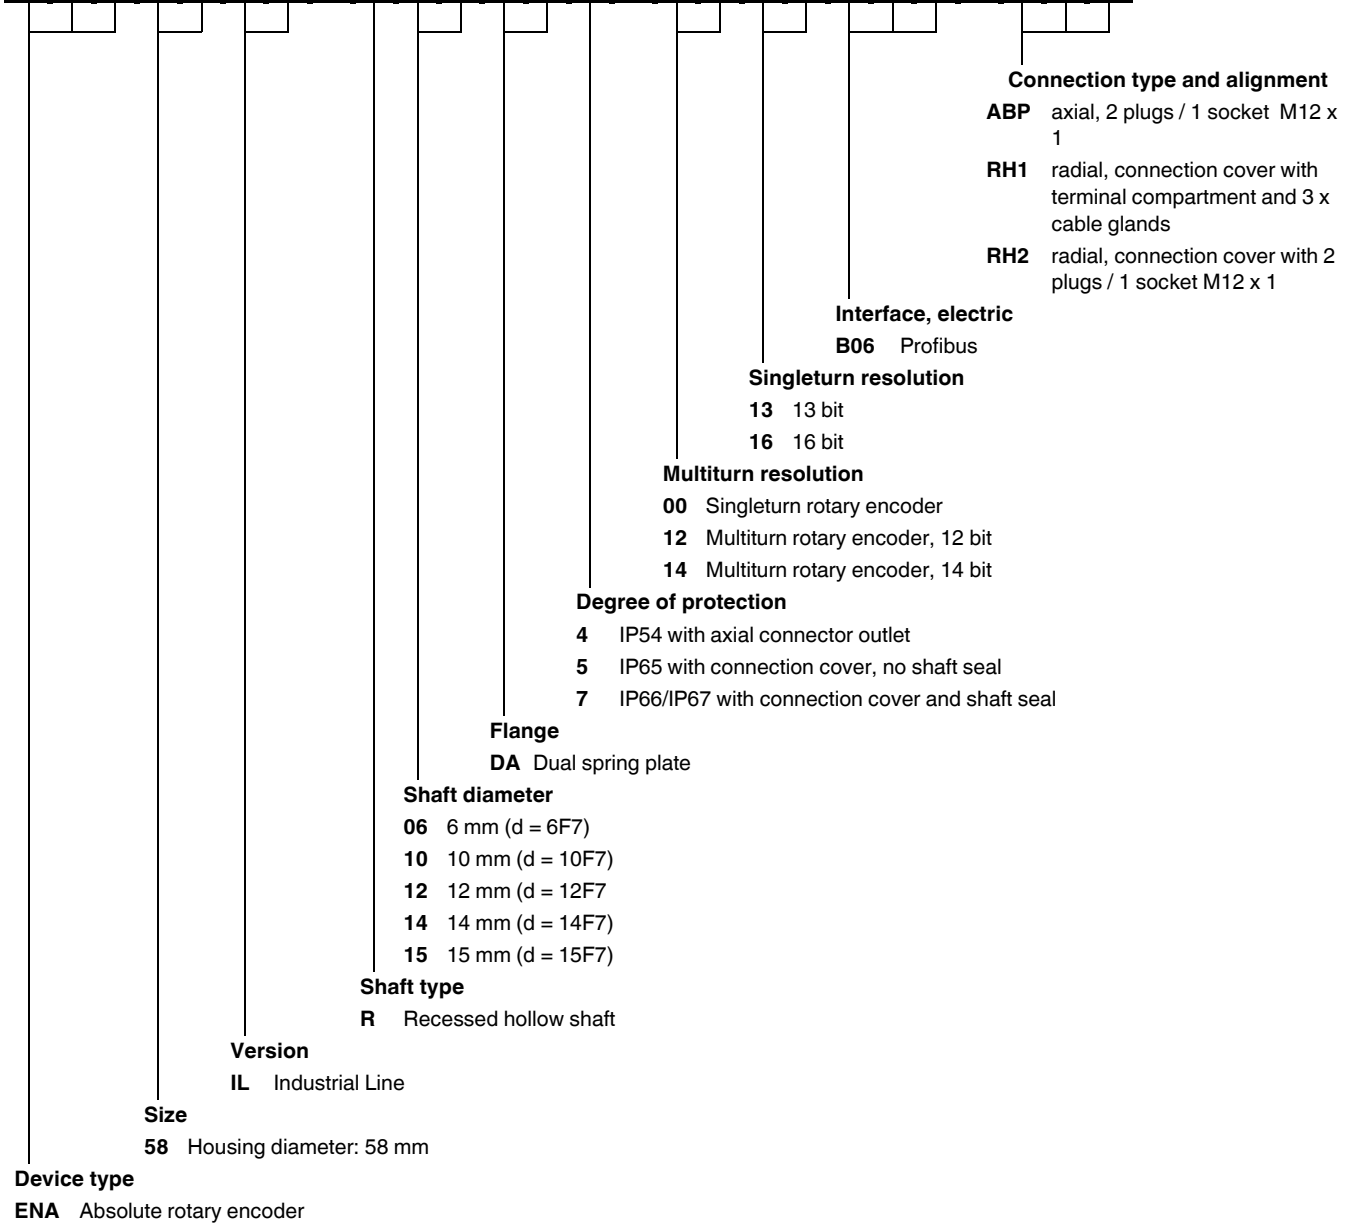 Connection type and alignment
ABP axial, 2 plugs / 1 socket M12 x
1
RH1 radial, connection cover with
terminal compartment and 3 x
cable glands
RH2 radial, connection cover with 2
plugs / 1 socket M12 x 1
Interface, electric
B06 Profibus
Singleturn resolution
13 13 bit
16 16 bit
Multiturn resolution
00 Singleturn rotary encoder
12 Multiturn rotary encoder, 12 bit
14 Multiturn rotary encoder, 14 bit
Degree of protection
4 IP54 with axial connector outlet
5 IP65 with connection cover, no shaft seal
7 IP66/IP67 with connection cover and shaft seal
Flange
DA Dual spring plate
Shaft diameter
06 6 mm (d = 6F7)
10 10 mm (d = 10F7)
12 12 mm (d = 12F7
14 14 mm (d = 14F7)
15 15 mm (d = 15F7)
Shaft type
R Recessed hollow shaft
Version
IL Industrial Line
Size
58 Housing diameter: 58 mm
Device type
ENA Absolute rotary encoder